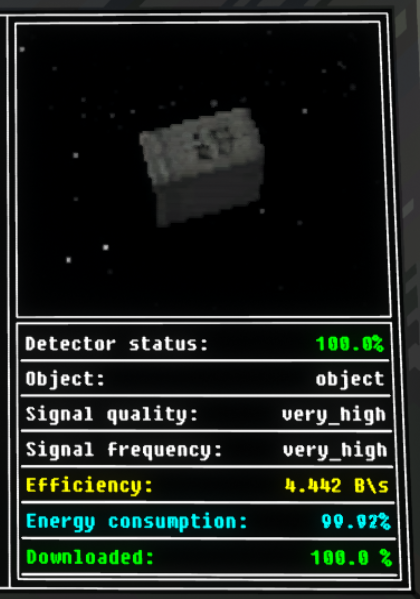 Detector status: 100.0%
Object: object
Signal quality: very_high
Signal frequency: very_high
Efficiency: 4.442 B\s
Energy consumption: 99.92%
Downloaded: 100.0 %